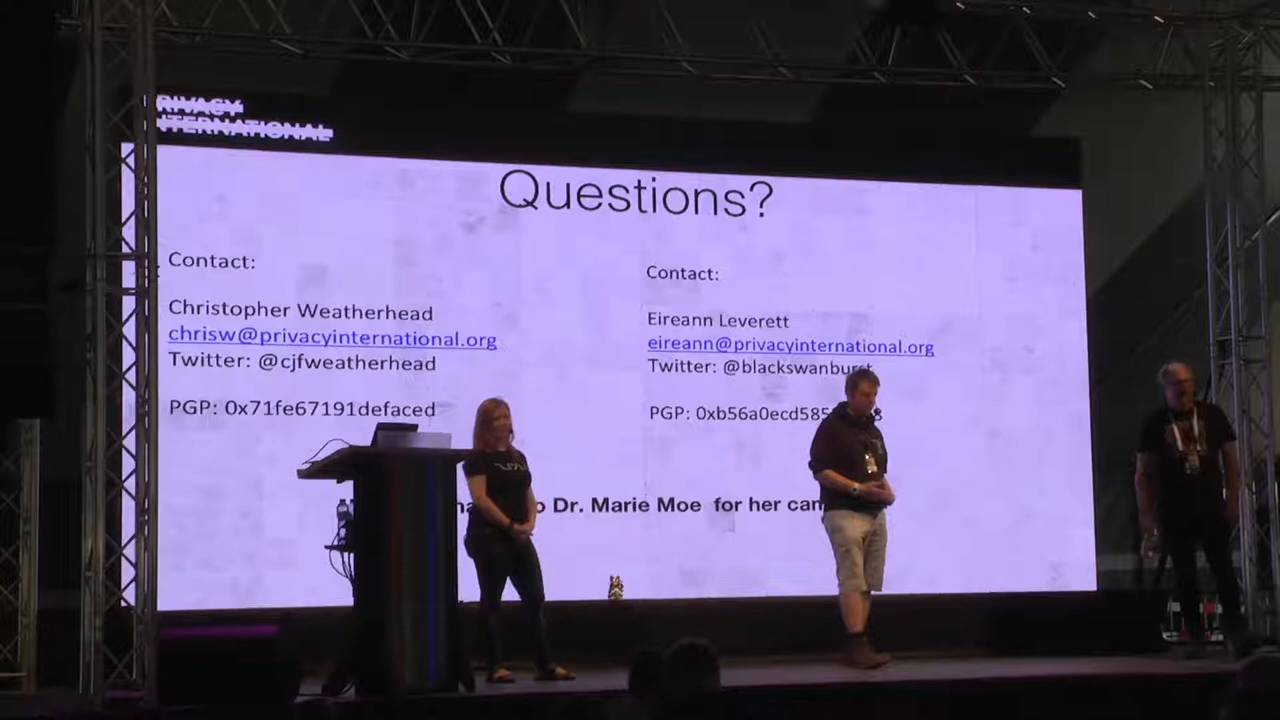 PRIVACY
INTERNATIONAL
Questions?
Contact:
Christopher Weatherhead
chrisw@privacyinternational.org
Twitter: @cjfweatherhead
PGP: 0x71fe67191defaced
Contact:
Eireann Leverett
eireann@privacyinternational.org
Twitter: @blackswanburst
PGP:
Dr. Marie Moe for her